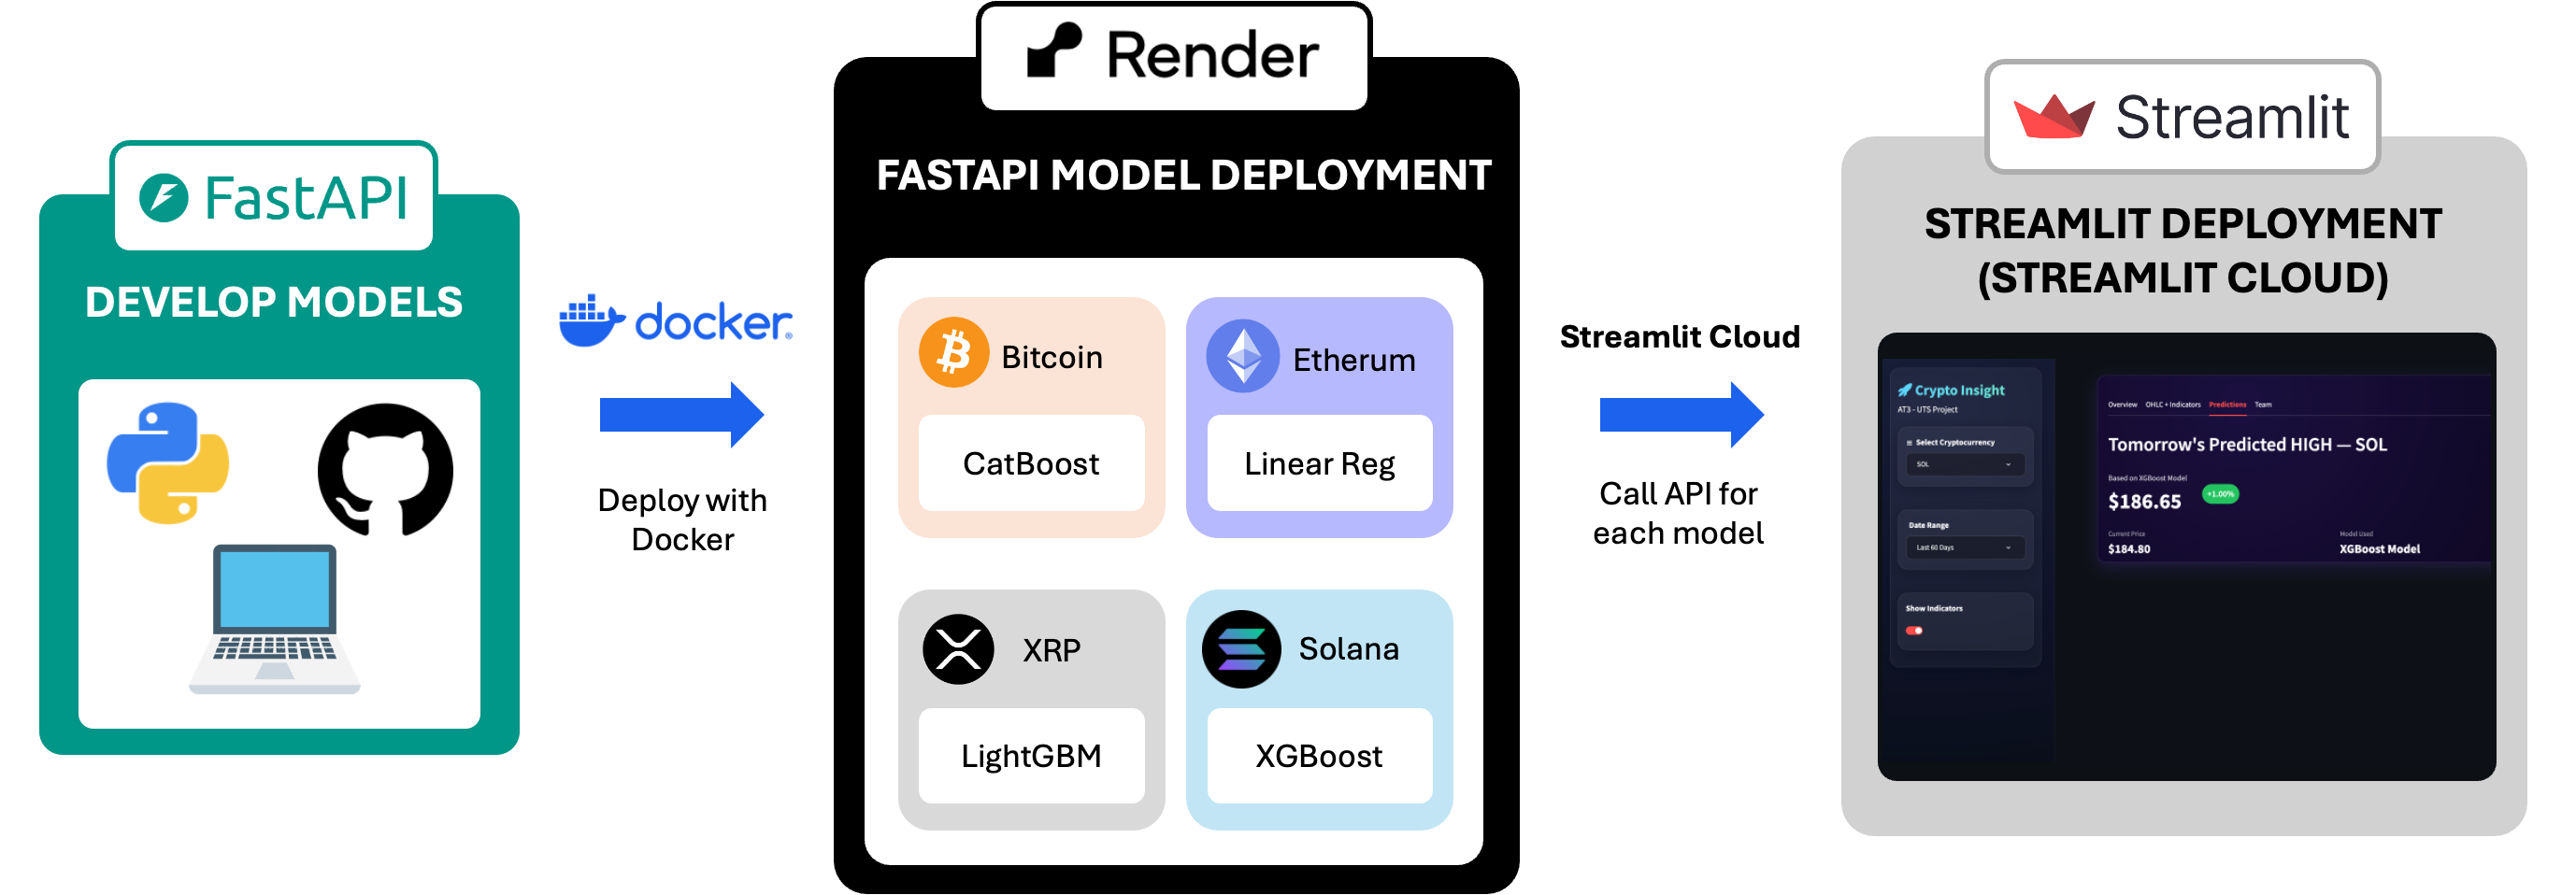 FastAPI
DEVELOP MODELS
docker
Deploy with
Docker
Render
FASTAPI MODEL DEPLOYMENT
Bitcoin
CatBoost
Etherum
Linear Reg
XRP
LightGBM
Solana
XGBoost
Streamlit Cloud
Call API for
each model
Streamlit
STREAMLIT DEPLOYMENT
(STREAMLIT CLOUD)
Crypto Insight
AT3 - UTS Project
Select Cryptocurrency
SOL
Date Range
Last 60 Days
Show Indicators
Overview OHLC + Indicators Predictions Team
Tomorrow's Predicted HIGH — SOL
Based on XGBoost Model
$186.65 +1.00%
Current Price Model Used
$184.80 XGBoost Model